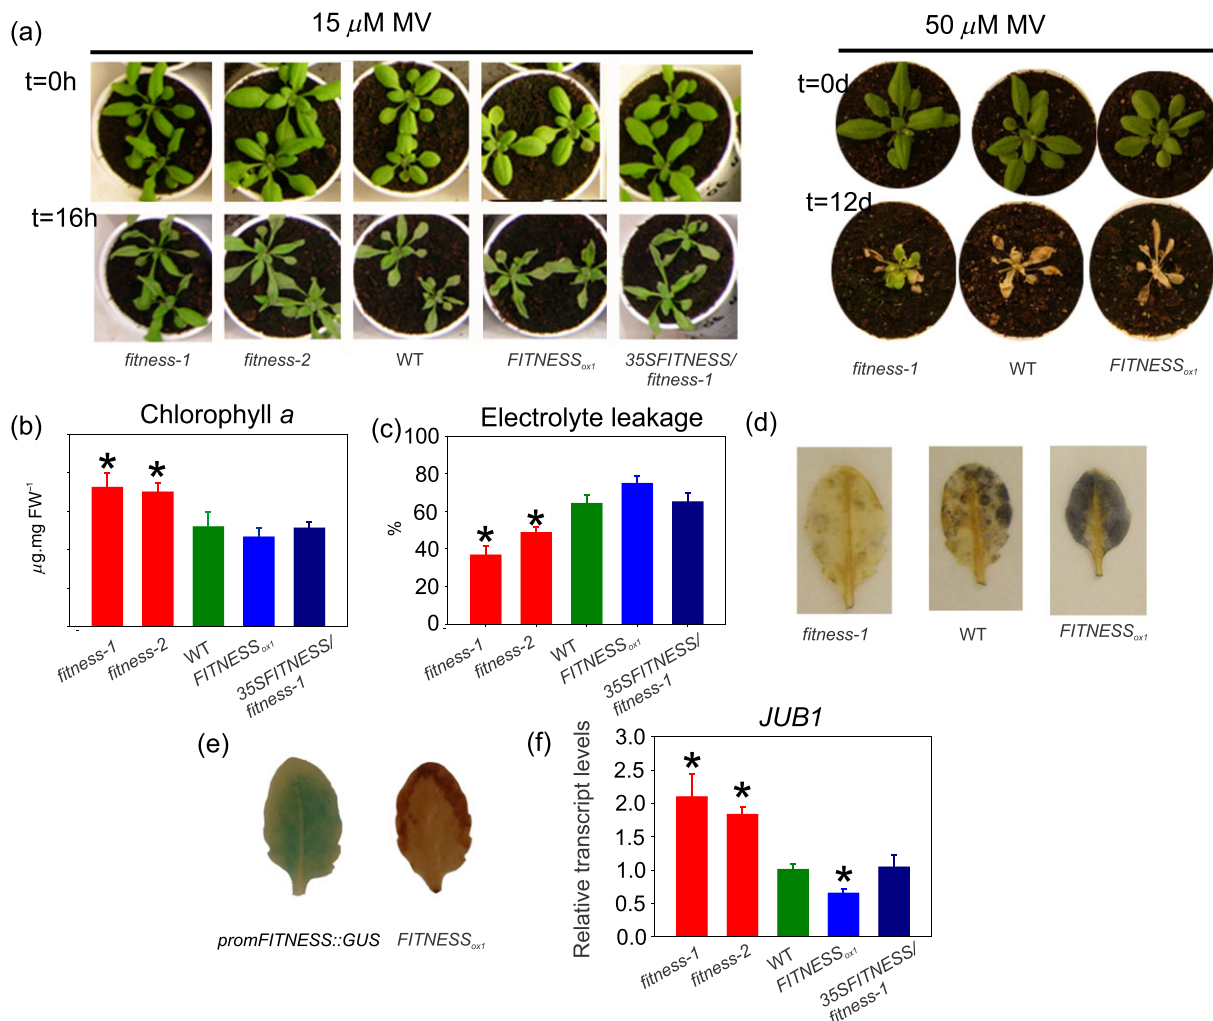 (a)
15 μM MV
50 μM MV
t=0h
t=0d
t=16h
t=12d
fitness-1
fitness-2
WT
FITNESSox1
35SFITNESS/
fitness-1
fitness-1
WT
FITNESSox1
(b)
Chlorophyll a
μg.mg FW⁻¹
-
fitness-1
fitness-2
WT
FITNESSox1
35SFITNESS/
fitness-1
(c)
Electrolyte leakage
%
100
80
60
40
20
0
fitness-1
fitness-2
WT
FITNESSox1
35SFITNESS/
fitness-1
(d)
fitness-1
WT
FITNESSox1
(e)
promFITNESS::GUS
FITNESSox1
(f)
JUB1
Relative transcript levels
3.0
2.5
2.0
1.5
1.0
0.5
0.0
fitness-1
fitness-2
WT
FITNESSox1
35SFITNESS/
fitness-1